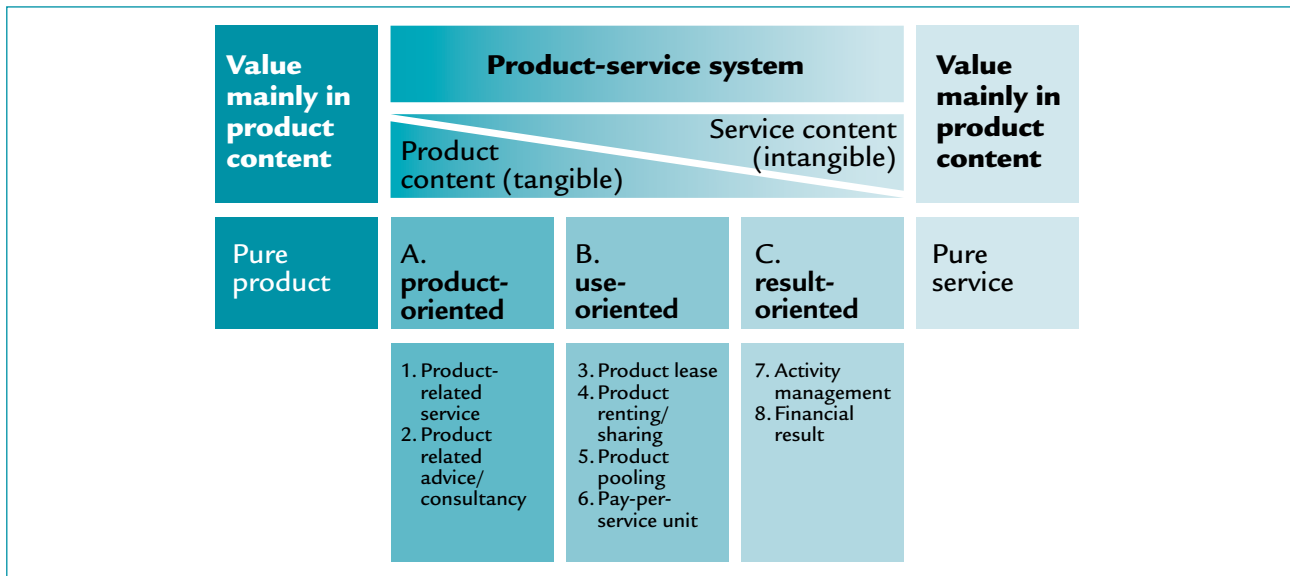 Value
mainly in
product
content
Product-service system
Product
content (tangible)
Service content
(intangible)
Value
mainly in
product
content
Pure
product
A.
product-
oriented
B.
use-
oriented
C.
result-
oriented
Pure
service
1. Product-
related
service
2. Product
related
advice/
consultancy
3. Product lease
4. Product
renting/
sharing
5. Product
pooling
6. Pay-per-
service unit
7. Activity
management
8. Financial
result